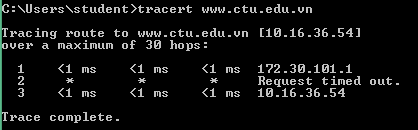 C:\Users\student>tracert www.ctu.edu.vn
Tracing route to www.ctu.edu.vn [10.16.36.54]
over a maximum of 30 hops:
1 <1 ms <1 ms <1 ms 172.30.101.1
2 * * * Request timed out.
3 <1 ms <1 ms <1 ms 10.16.36.54
Trace complete.